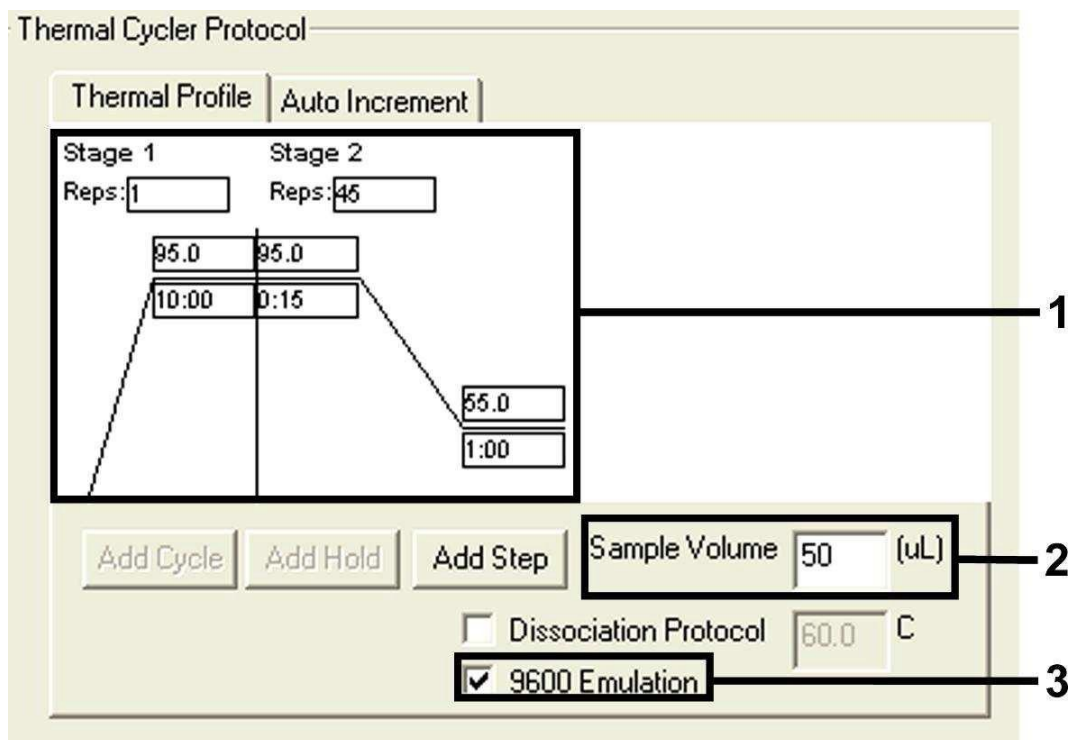 Thermal Cycler Protocol
Thermal Profile Auto Increment
Stage 1 Stage 2
Reps: 1 Reps: 45
95.0 95.0
10:00 0:15
55.0
1:00
1
Add Cycle Add Hold Add Step Sample Volume 50 (uL)
2
Dissociation Protocol 60.0 C
9600 Emulation
3